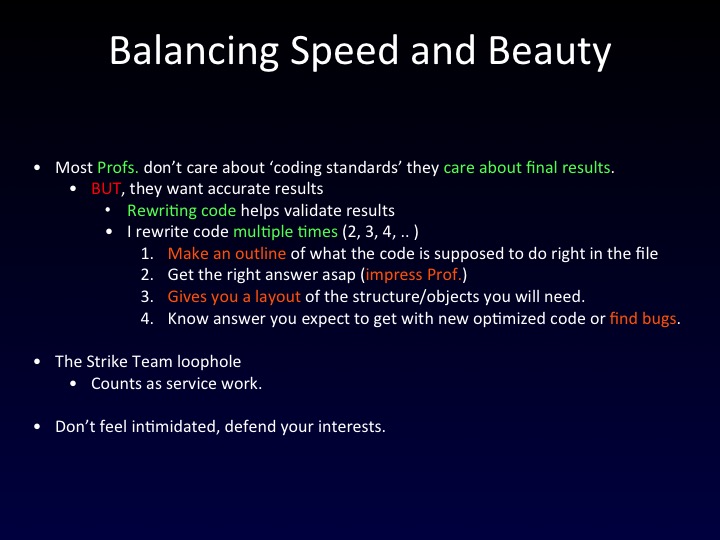 Balancing Speed and Beauty
• Most Profs. don’t care about ‘coding standards’ they care about final results.
• BUT, they want accurate results
• Rewriting code helps validate results
• I rewrite code multiple times (2, 3, 4, .. )
1. Make an outline of what the code is supposed to do right in the file
2. Get the right answer asap (impress Prof.)
3. Gives you a layout of the structure/objects you will need.
4. Know answer you expect to get with new optimized code or find bugs.
• The Strike Team loophole
• Counts as service work.
• Don’t feel intimidated, defend your interests.